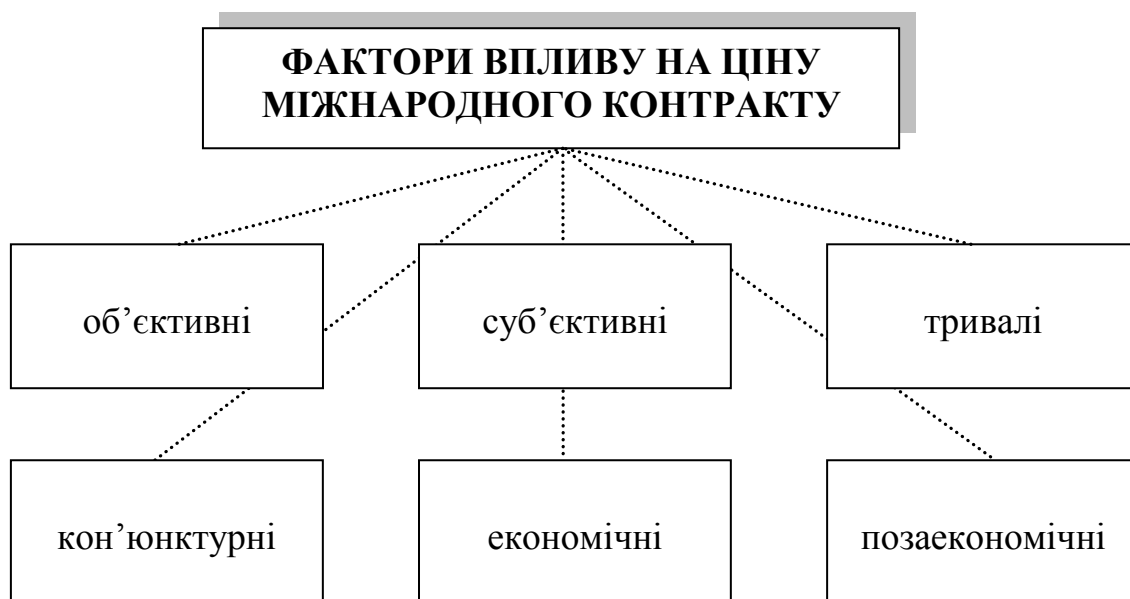 ФАКТОРИ ВПЛИВУ НА ЦІНУ
МІЖНАРОДНОГО КОНТРАКТУ
об’єктивні
суб’єктивні
тривалі
кон’юнктурні
економічні
позаекономічні